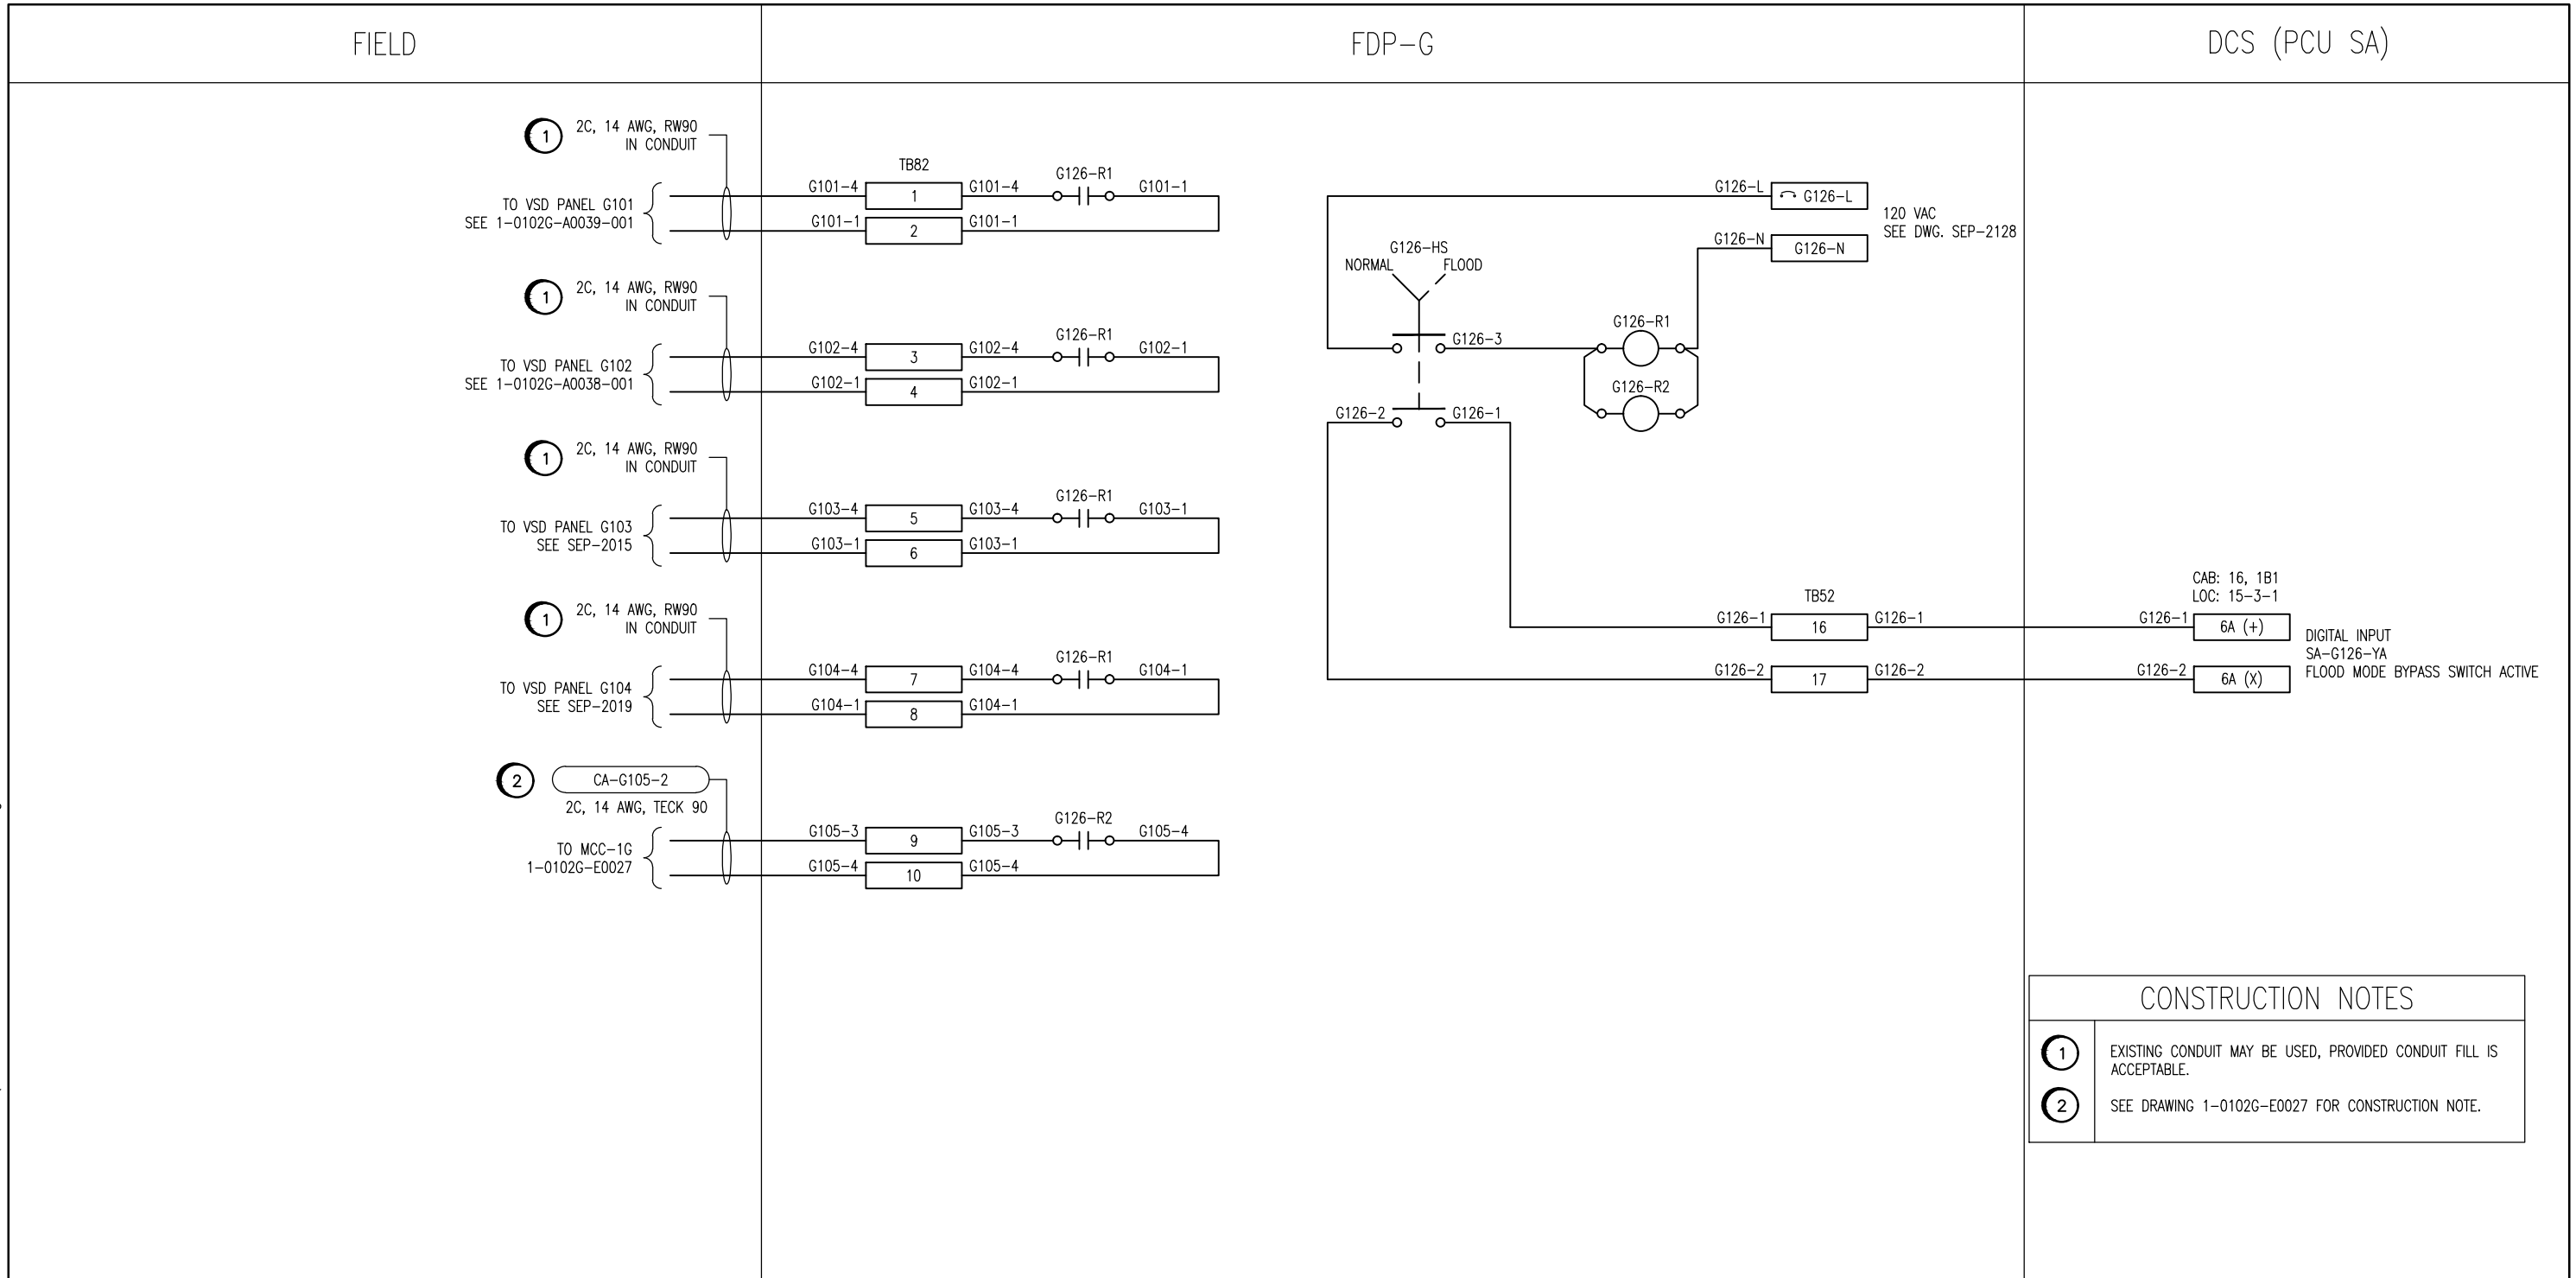 FIELD
FDP-G
DCS (PCU SA)
1
2C, 14 AWG, RW90
IN CONDUIT
TO VSD PANEL G101
SEE 1-0102G-A0039-001
TB82
G101-4
1
G101-4
G126-R1
G101-1
G101-1
2
G101-1
1
2C, 14 AWG, RW90
IN CONDUIT
TO VSD PANEL G102
SEE 1-0102G-A0038-001
G102-4
3
G102-4
G126-R1
G102-1
G102-1
4
G102-1
1
2C, 14 AWG, RW90
IN CONDUIT
TO VSD PANEL G103
SEE SEP-2015
G103-4
5
G103-4
G126-R1
G103-1
G103-1
6
G103-1
1
2C, 14 AWG, RW90
IN CONDUIT
TO VSD PANEL G104
SEE SEP-2019
G104-4
7
G104-4
G126-R1
G104-1
G104-1
8
G104-1
2
CA-G105-2
2C, 14 AWG, TECK 90
TO MCC-1G
1-0102G-E0027
G105-3
9
G105-3
G126-R2
G105-4
G105-4
10
G105-4
G126-L
G126-L
120 VAC
SEE DWG. SEP-2128
G126-N
G126-N
G126-HS
NORMAL
FLOOD
G126-3
G126-R1
G126-R2
G126-2
G126-1
TB52
G126-1
16
G126-1
G126-2
17
G126-2
CAB: 16, 1B1
LOC: 15-3-1
G126-1
6A (+)
G126-2
6A (X)
DIGITAL INPUT
SA-G126-YA
FLOOD MODE BYPASS SWITCH ACTIVE
CONSTRUCTION NOTES
1
EXISTING CONDUIT MAY BE USED, PROVIDED CONDUIT FILL IS
ACCEPTABLE.
2
SEE DRAWING 1-0102G-E0027 FOR CONSTRUCTION NOTE.